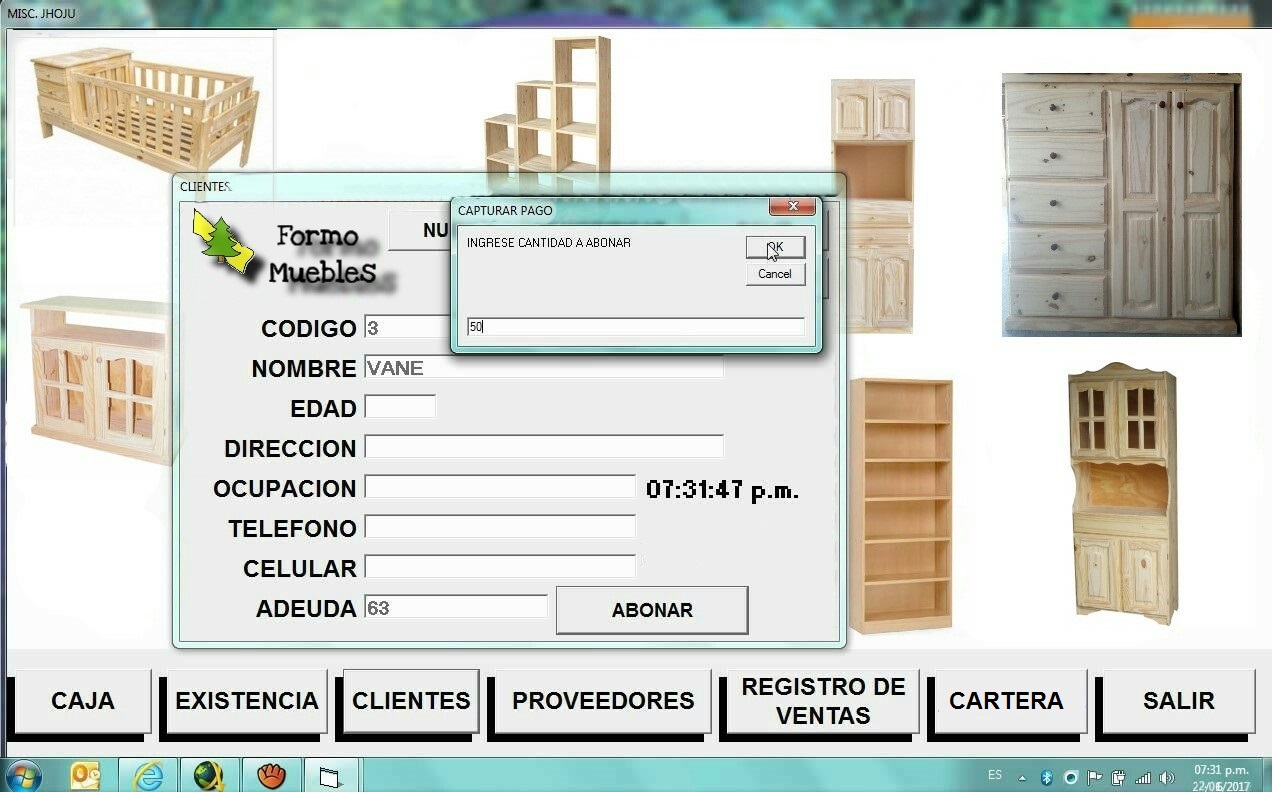 MISC. JHOJU
CLIENTES
Formo
Muebles
NU
CAPTURAR PAGO
INGRESE CANTIDAD A ABONAR
OK
Cancel
50
CODIGO 3
NOMBRE VANE
EDAD
DIRECCION
OCUPACION
07:31:47 p.m.
TELEFONO
CELULAR
ADEUDA 63
ABONAR
CAJA
EXISTENCIA
CLIENTES
PROVEEDORES
REGISTRO DE
VENTAS
CARTERA
SALIR
ES
07:31 p.m.
22/06/2017